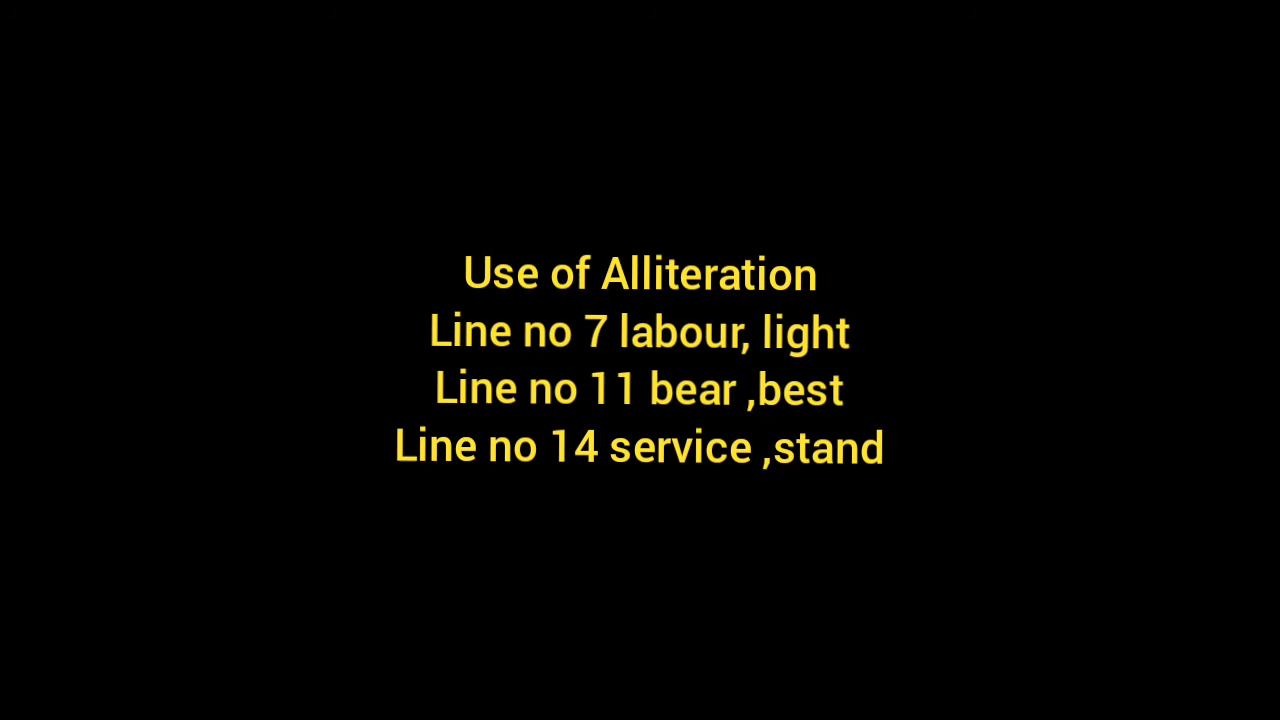 Use of Alliteration
Line no 7 labour, light
Line no 11 bear ,best
Line no 14 service ,stand